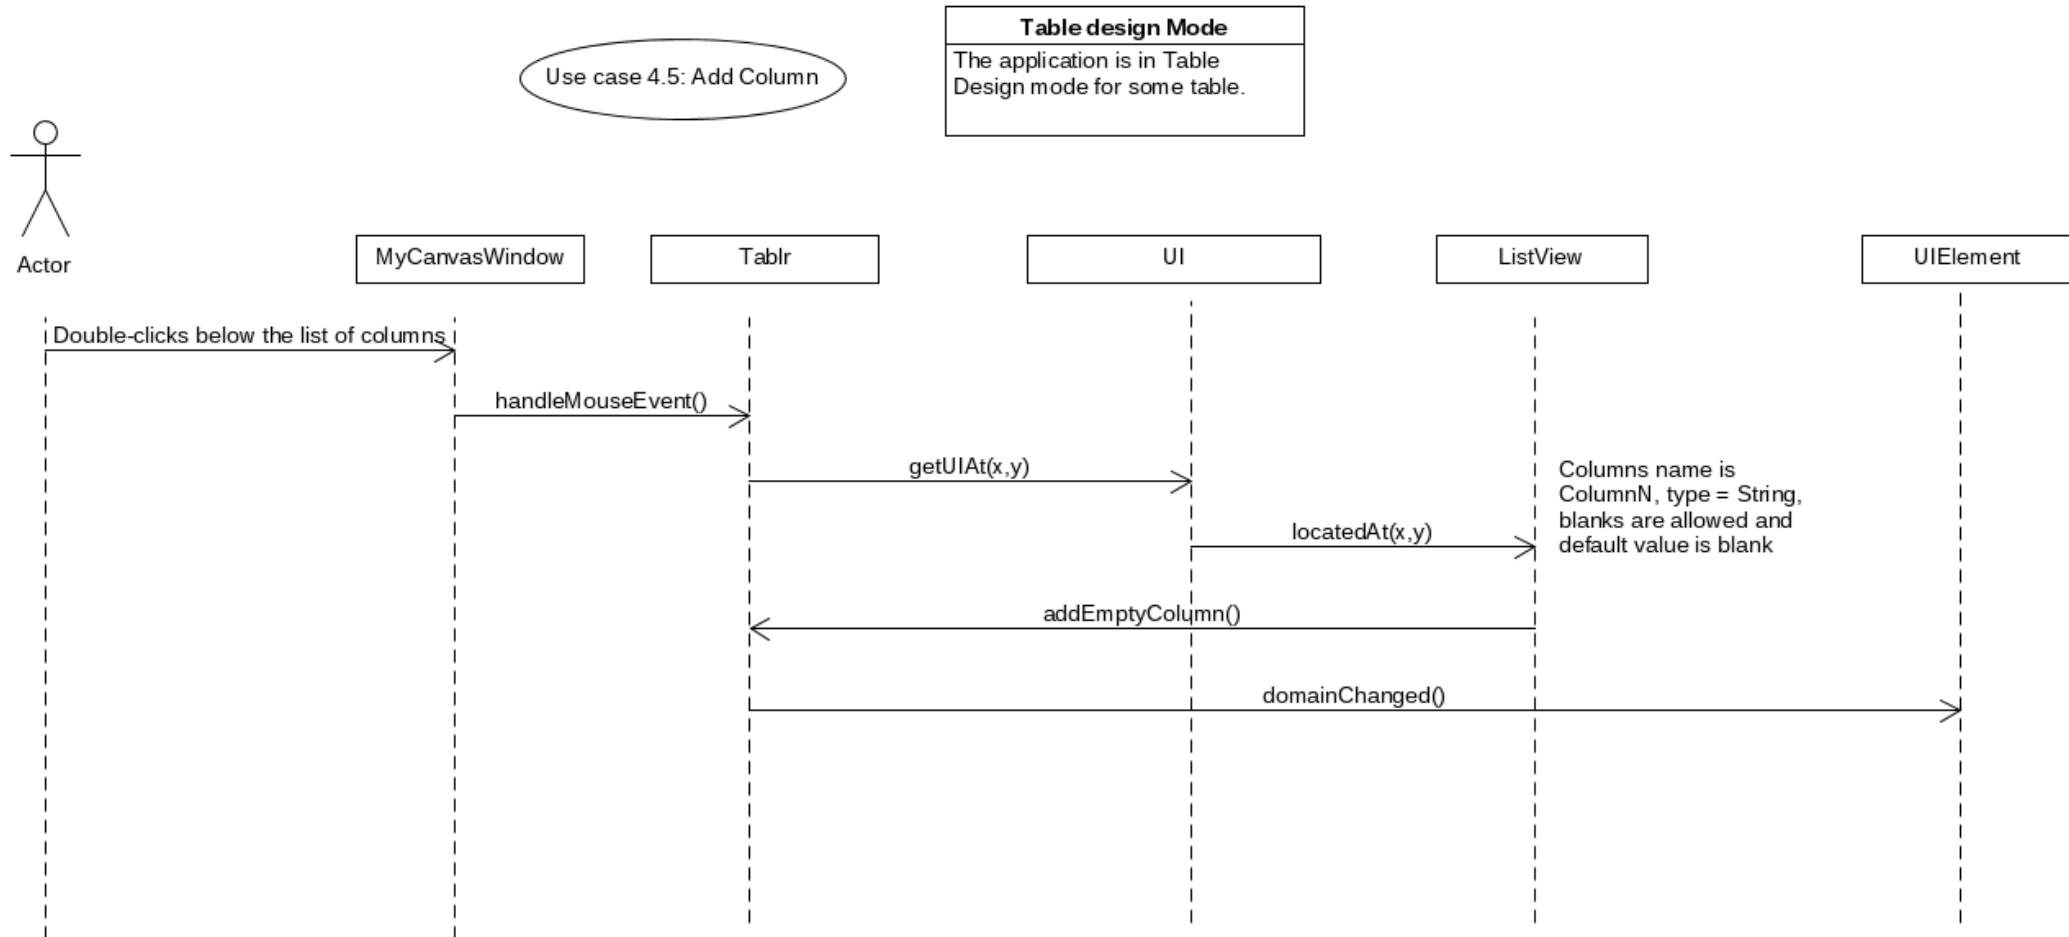 Table design Mode
The application is in Table
Design mode for some table.
Use case 4.5: Add Column
Actor
MyCanvasWindow
Tablr
UI
ListView
UIElement
Double-clicks below the list of columns
handleMouseEvent()
getUIAt(x,y)
Columns name is
ColumnN, type = String,
blanks are allowed and
default value is blank
locatedAt(x,y)
addEmptyColumn()
domainChanged()